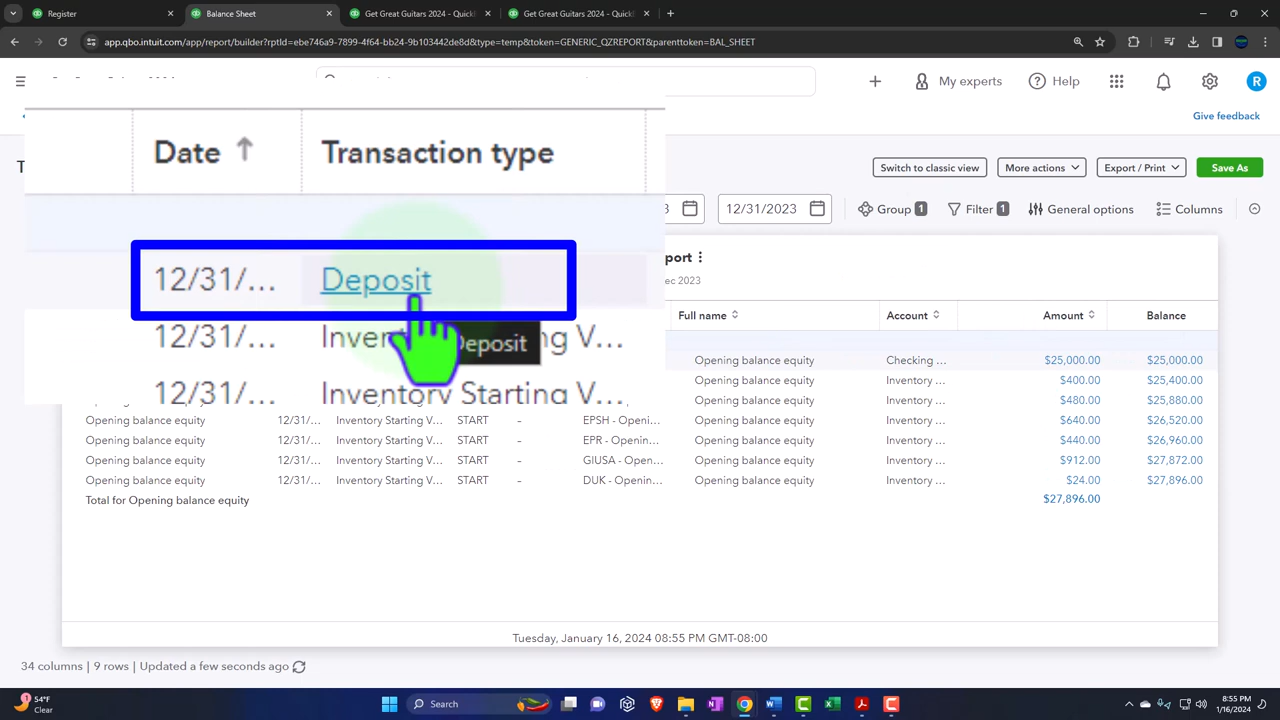 Register
Balance Sheet
Get Great Guitars 2024 - Quickl
Get Great Guitars 2024 - Quickl
app.qbo.intuit.com/app/report/builder?rptId=ebe746a9-7899-4f64-bb24-9b103442de8d&type=temp&token=GENERIC_QZREPORT&parenttoken=BAL_SHEET
My experts
Help
R
Give feedback
Switch to classic view
More actions
Export / Print
Save As
12/31/2023
Group 1
Filter 1
General options
Columns
Date
Transaction type
12/31/... Deposit
12/31/...
Deposit
12/31/... Inventory Starting V...
port
ec 2023
Full name Account Amount Balance
Opening balance equity Checking ... $25,000.00 $25,000.00
Opening balance equity Inventory ... $400.00 $25,400.00
Opening balance equity Inventory ... $480.00 $25,880.00
Opening balance equity 12/31/... Inventory Starting V... START – EPSH - Openi... Opening balance equity Inventory ... $640.00 $26,520.00
Opening balance equity 12/31/... Inventory Starting V... START – EPR - Openin... Opening balance equity Inventory ... $440.00 $26,960.00
Opening balance equity 12/31/... Inventory Starting V... START – GIUSA - Open... Opening balance equity Inventory ... $912.00 $27,872.00
Opening balance equity 12/31/... Inventory Starting V... START – DUK - Openin... Opening balance equity Inventory ... $24.00 $27,896.00
Total for Opening balance equity $27,896.00
Tuesday, January 16, 2024 08:55 PM GMT-08:00
34 columns | 9 rows | Updated a few seconds ago
54°F
Clear
Search
8:55 PM
1/16/2024